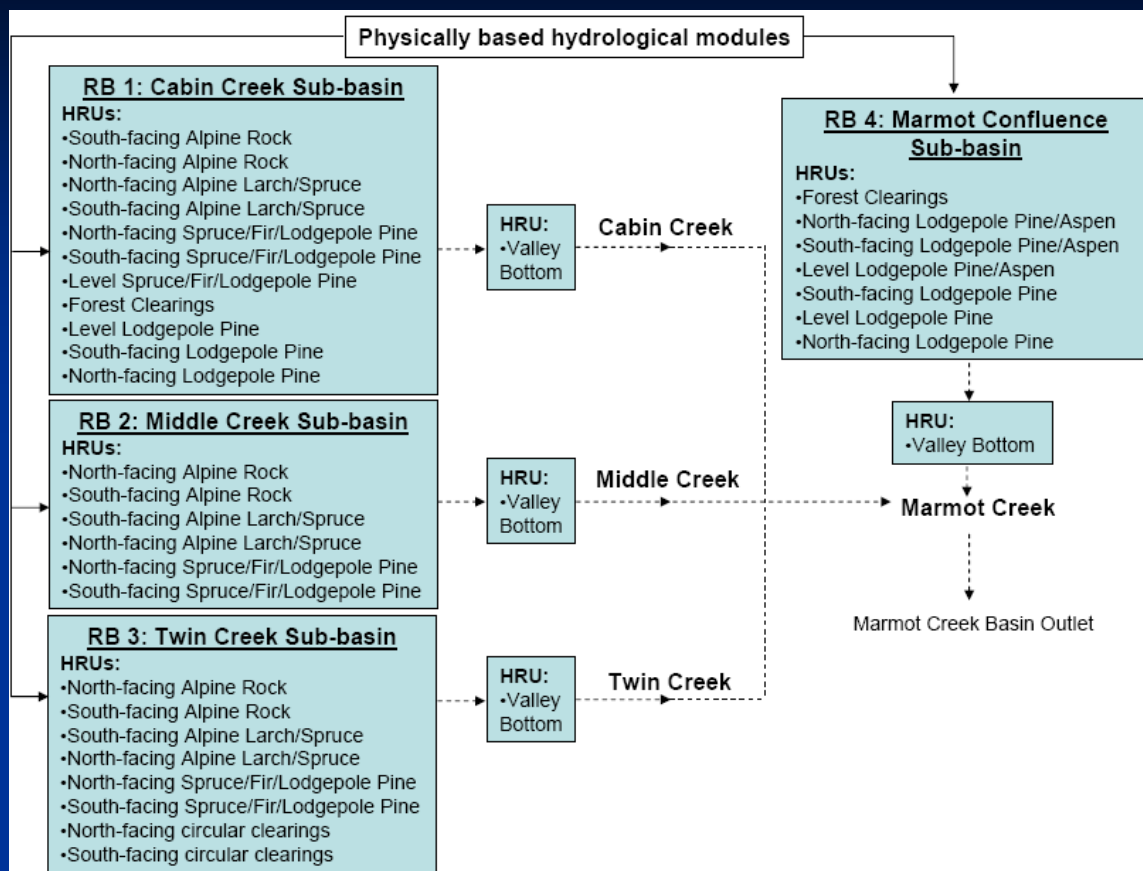 Physically based hydrological modules
RB 1: Cabin Creek Sub-basin
HRUs:
•South-facing Alpine Rock
•North-facing Alpine Rock
•North-facing Alpine Larch/Spruce
•South-facing Alpine Larch/Spruce
•North-facing Spruce/Fir/Lodgepole Pine
•South-facing Spruce/Fir/Lodgepole Pine
•Level Spruce/Fir/Lodgepole Pine
•Forest Clearings
•Level Lodgepole Pine
•South-facing Lodgepole Pine
•North-facing Lodgepole Pine
HRU:
•Valley
Bottom
Cabin Creek
RB 2: Middle Creek Sub-basin
HRUs:
•North-facing Alpine Rock
•South-facing Alpine Rock
•South-facing Alpine Larch/Spruce
•North-facing Alpine Larch/Spruce
•North-facing Spruce/Fir/Lodgepole Pine
•South-facing Spruce/Fir/Lodgepole Pine
HRU:
•Valley
Bottom
Middle Creek
RB 3: Twin Creek Sub-basin
HRUs:
•North-facing Alpine Rock
•South-facing Alpine Rock
•South-facing Alpine Larch/Spruce
•North-facing Alpine Larch/Spruce
•North-facing Spruce/Fir/Lodgepole Pine
•South-facing Spruce/Fir/Lodgepole Pine
•North-facing circular clearings
•South-facing circular clearings
HRU:
•Valley
Bottom
Twin Creek
RB 4: Marmot Confluence
Sub-basin
HRUs:
•Forest Clearings
•North-facing Lodgepole Pine/Aspen
•South-facing Lodgepole Pine/Aspen
•Level Lodgepole Pine/Aspen
•South-facing Lodgepole Pine
•Level Lodgepole Pine
•North-facing Lodgepole Pine
HRU:
•Valley Bottom
Marmot Creek
Marmot Creek Basin Outlet